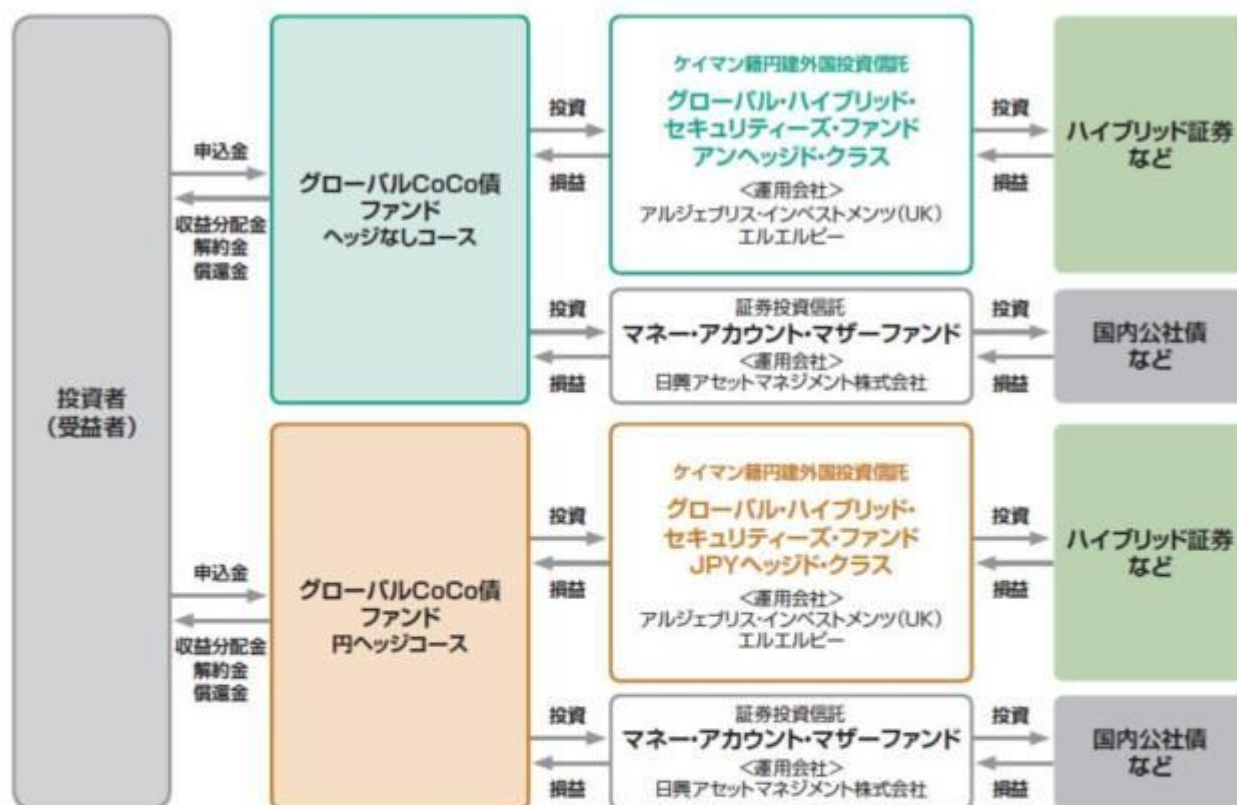 投資者
(受益者)
申込金
収益分配金
解約金
償還金
グローバルCoCo債
ファンド
ヘッジなしコース
投資
損益
ケイマン籍円建外国投資信託
グローバル・ハイブリッド・
セキュリティーズ・ファンド
アンヘッジド・クラス
<運用会社>
アルジェブリス・インベストメンツ(UK)
エルエルピー
投資
損益
ハイブリッド証券
など
投資
損益
証券投資信託
マネー・アカウント・マザーファンド
<運用会社>
日興アセットマネジメント株式会社
投資
損益
国内公社債
など
申込金
収益分配金
解約金
償還金
グローバルCoCo債
ファンド
円ヘッジコース
投資
損益
ケイマン籍円建外国投資信託
グローバル・ハイブリッド・
セキュリティーズ・ファンド
JPYヘッジド・クラス
<運用会社>
アルジェブリス・インベストメンツ(UK)
エルエルピー
投資
損益
ハイブリッド証券
など
投資
損益
証券投資信託
マネー・アカウント・マザーファンド
<運用会社>
日興アセットマネジメント株式会社
投資
損益
国内公社債
など